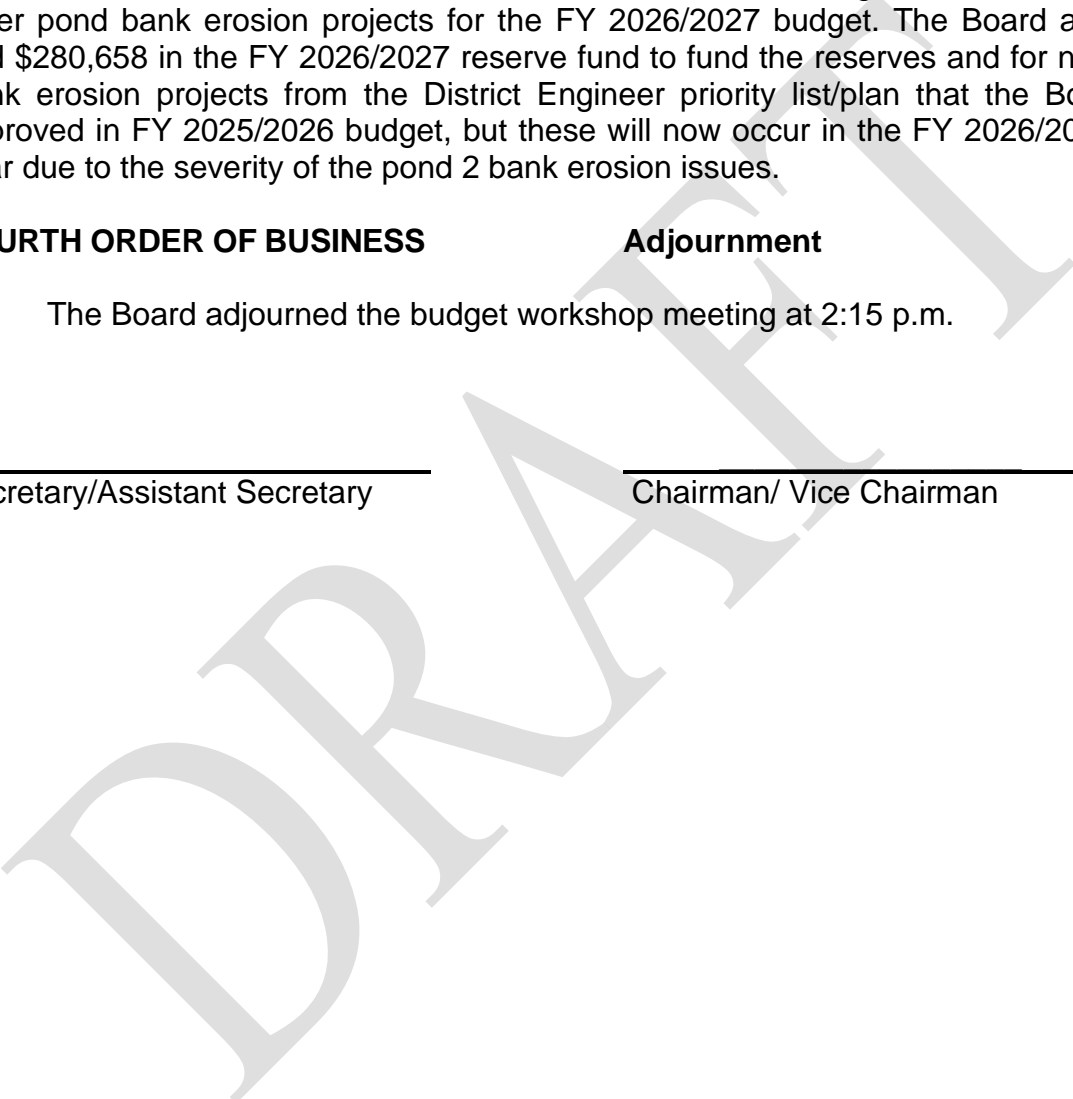 er pond bank erosion projects for the FY 2026/2027 budget. The Board a
$280,658 in the FY 2026/2027 reserve fund to fund the reserves and for n
nk erosion projects from the District Engineer priority list/plan that the Bo
proved in FY 2025/2026 budget, but these will now occur in the FY 2026/20
ar due to the severity of the pond 2 bank erosion issues.
URTH ORDER OF BUSINESS Adjournment
The Board adjourned the budget workshop meeting at 2:15 p.m.
cretary/Assistant Secretary Chairman/ Vice Chairman
DRAFT